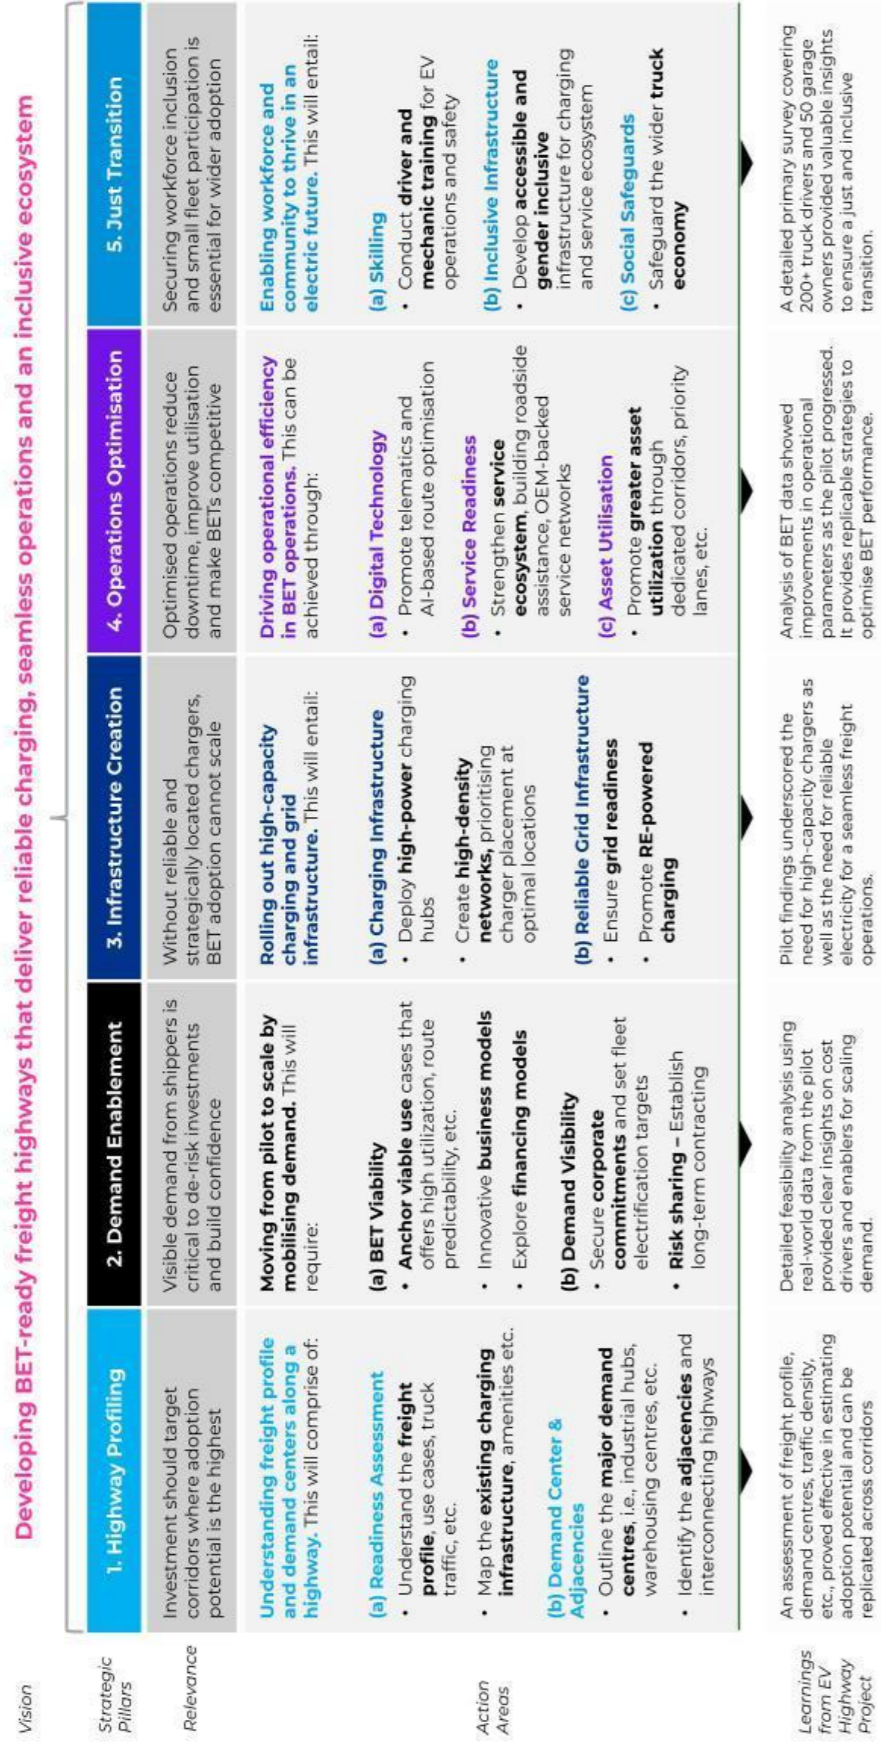 Vision
Developing BET-ready freight highways that deliver reliable charging, seamless operations and an inclusive ecosystem
Strategic
Pillars
1. Highway Profiling
2. Demand Enablement
3. Infrastructure Creation
4. Operations Optimisation
5. Just Transition
Relevance
Investment should target
corridors where adoption
potential is the highest
Visible demand from shippers is
critical to de-risk investments
and build confidence
Without reliable and
strategically located chargers,
BET adoption cannot scale
Optimised operations reduce
downtime, improve utilisation
and make BETs competitive
Securing workforce inclusion
and small fleet participation is
essential for wider adoption
Action
Areas
Understanding freight profile
and demand centers along a
highway. This will comprise of:
(a) Readiness Assessment
• Understand the freight
profile, use cases, truck
traffic, etc.
• Map the existing charging
infrastructure, amenities etc.
(b) Demand Center &
Adjacencies
• Outline the major demand
centres, i.e., industrial hubs,
warehousing centres, etc.
• Identify the adjacencies and
interconnecting highways
Moving from pilot to scale by
mobilising demand. This will
require:
(a) BET Viability
• Anchor viable use cases that
offers high utilization, route
predictability, etc.
• Innovative business models
• Explore financing models
(b) Demand Visibility
• Secure corporate
commitments and set fleet
electrification targets
• Risk sharing – Establish
long-term contracting
Rolling out high-capacity
charging and grid
infrastructure. This will entail:
(a) Charging Infrastructure
• Deploy high-power charging
hubs
• Create high-density
networks, prioritising
charger placement at
optimal locations
(b) Reliable Grid Infrastructure
• Ensure grid readiness
• Promote RE-powered
charging
Driving operational efficiency
in BET operations. This can be
achieved through:
(a) Digital Technology
• Promote telematics and
AI-based route optimisation
(b) Service Readiness
• Strengthen service
ecosystem, building roadside
assistance, OEM-backed
service networks
(c) Asset Utilisation
• Promote greater asset
utilization through
dedicated corridors, priority
lanes, etc.
Enabling workforce and
community to thrive in an
electric future. This will entail:
(a) Skilling
• Conduct driver and
mechanic training for EV
operations and safety
(b) Inclusive Infrastructure
• Develop accessible and
gender inclusive
infrastructure for charging
and service ecosystem
(c) Social Safeguards
• Safeguard the wider truck
economy
Learnings
from EV
Highway
Project
An assessment of freight profile,
demand centres, traffic density,
etc., proved effective in estimating
adoption potential and can be
replicated across corridors
Detailed feasibility analysis using
real-world data from the pilot
provided clear insights on cost
drivers and enablers for scaling
demand.
Pilot findings underscored the
need for high-capacity chargers as
well as the need for reliable
electricity for a seamless freight
operations.
Analysis of BET data showed
improvements in operational
parameters as the pilot progressed.
It provides replicable strategies to
optimise BET performance.
A detailed primary survey covering
200+ truck drivers and 50 garage
owners provided valuable insights
to ensure a just and inclusive
transition.